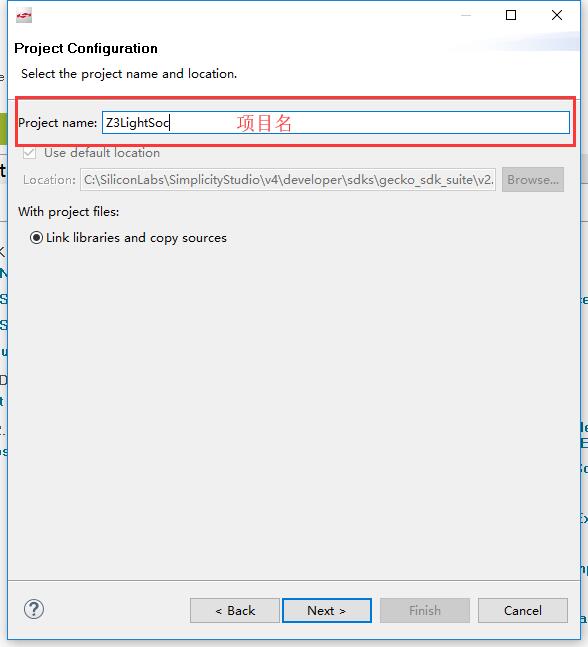 Project Configuration
Select the project name and location.
Project name: Z3LightSoc 项目名
Use default location
Location: C:\SiliconLabs\SimplicityStudio\v4\developer\sdks\gecko_sdk_suite\v2. Browse...
With project files:
Link libraries and copy sources
? < Back Next > Finish Cancel